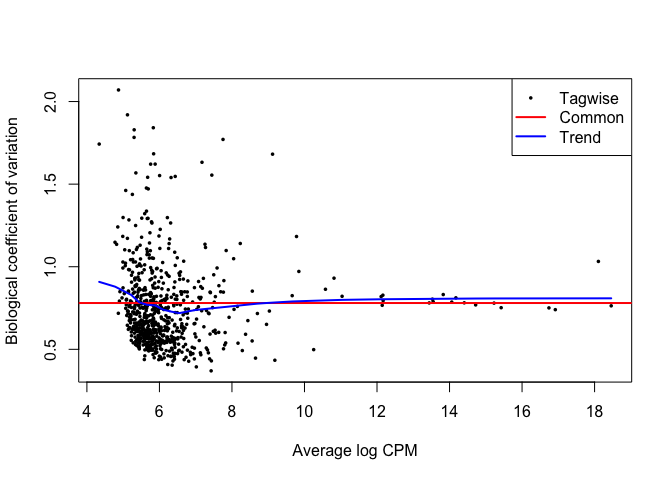 Tagwise
Common
Trend
Biological coefficient of variation
2.0
1.5
1.0
0.5
4 6 8 10 12 14 16 18
Average log CPM